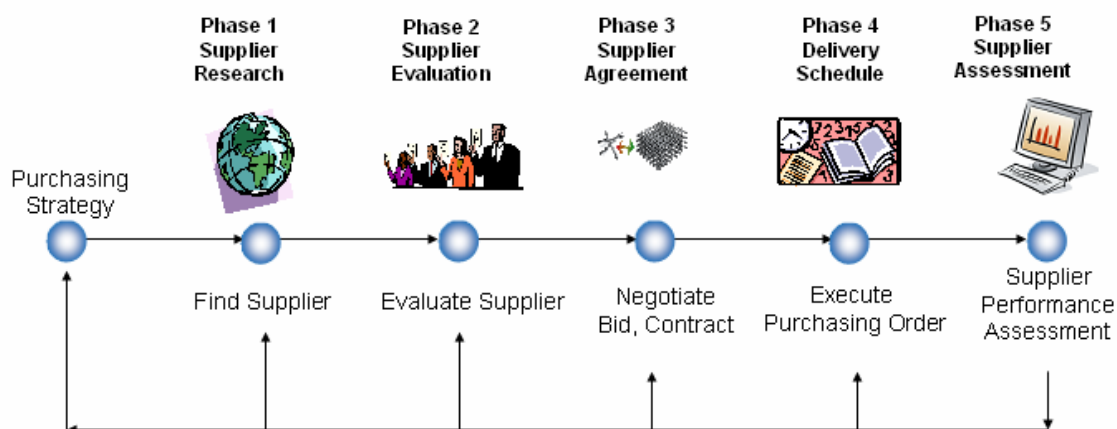 Phase 1
Supplier
Research
Phase 2
Supplier
Evaluation
Phase 3
Supplier
Agreement
Phase 4
Delivery
Schedule
Phase 5
Supplier
Assessment
Purchasing
Strategy
Find Supplier
Evaluate Supplier
Negotiate
Bid, Contract
Execute
Purchasing Order
Supplier
Performance
Assessment